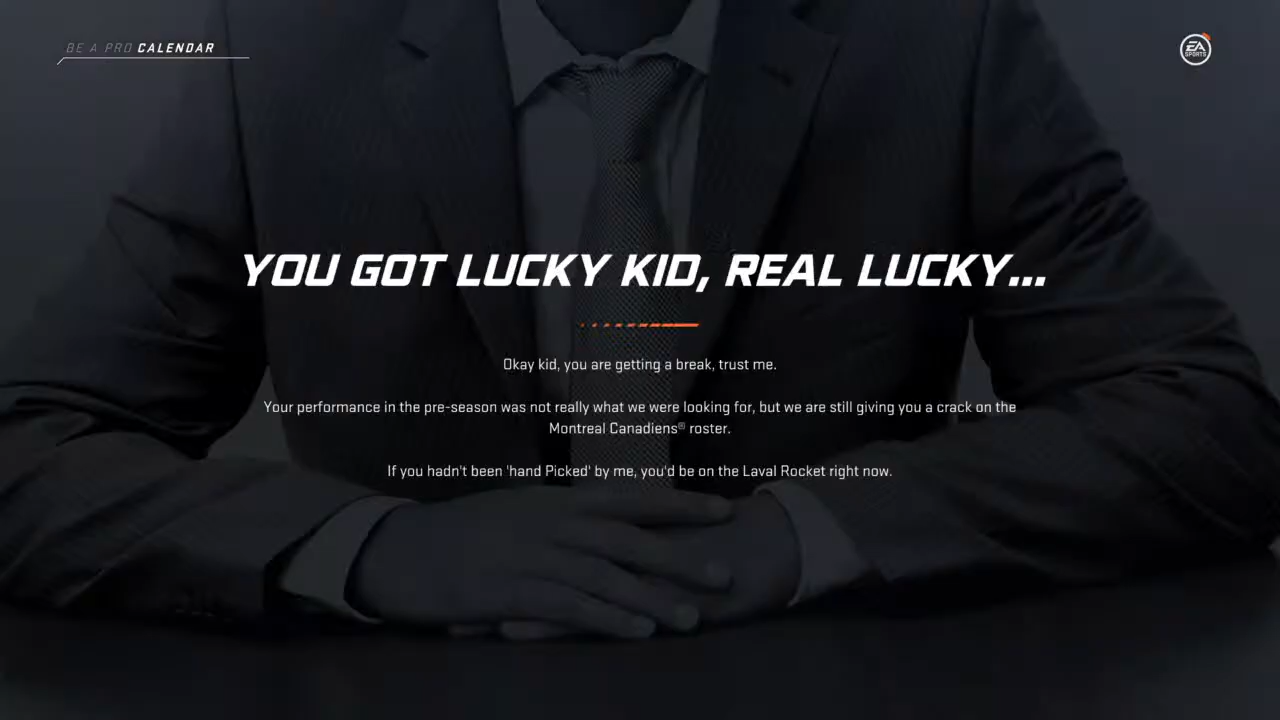 BE A PRO CALENDAR
EA
SPORTS
YOU GOT LUCKY KID, REAL LUCKY...
Okay kid, you are getting a break, trust me.
Your performance in the pre-season was not really what we were looking for, but we are still giving you a crack on the
Montreal Canadiens® roster.
If you hadn't been 'hand Picked' by me, you'd be on the Laval Rocket right now.